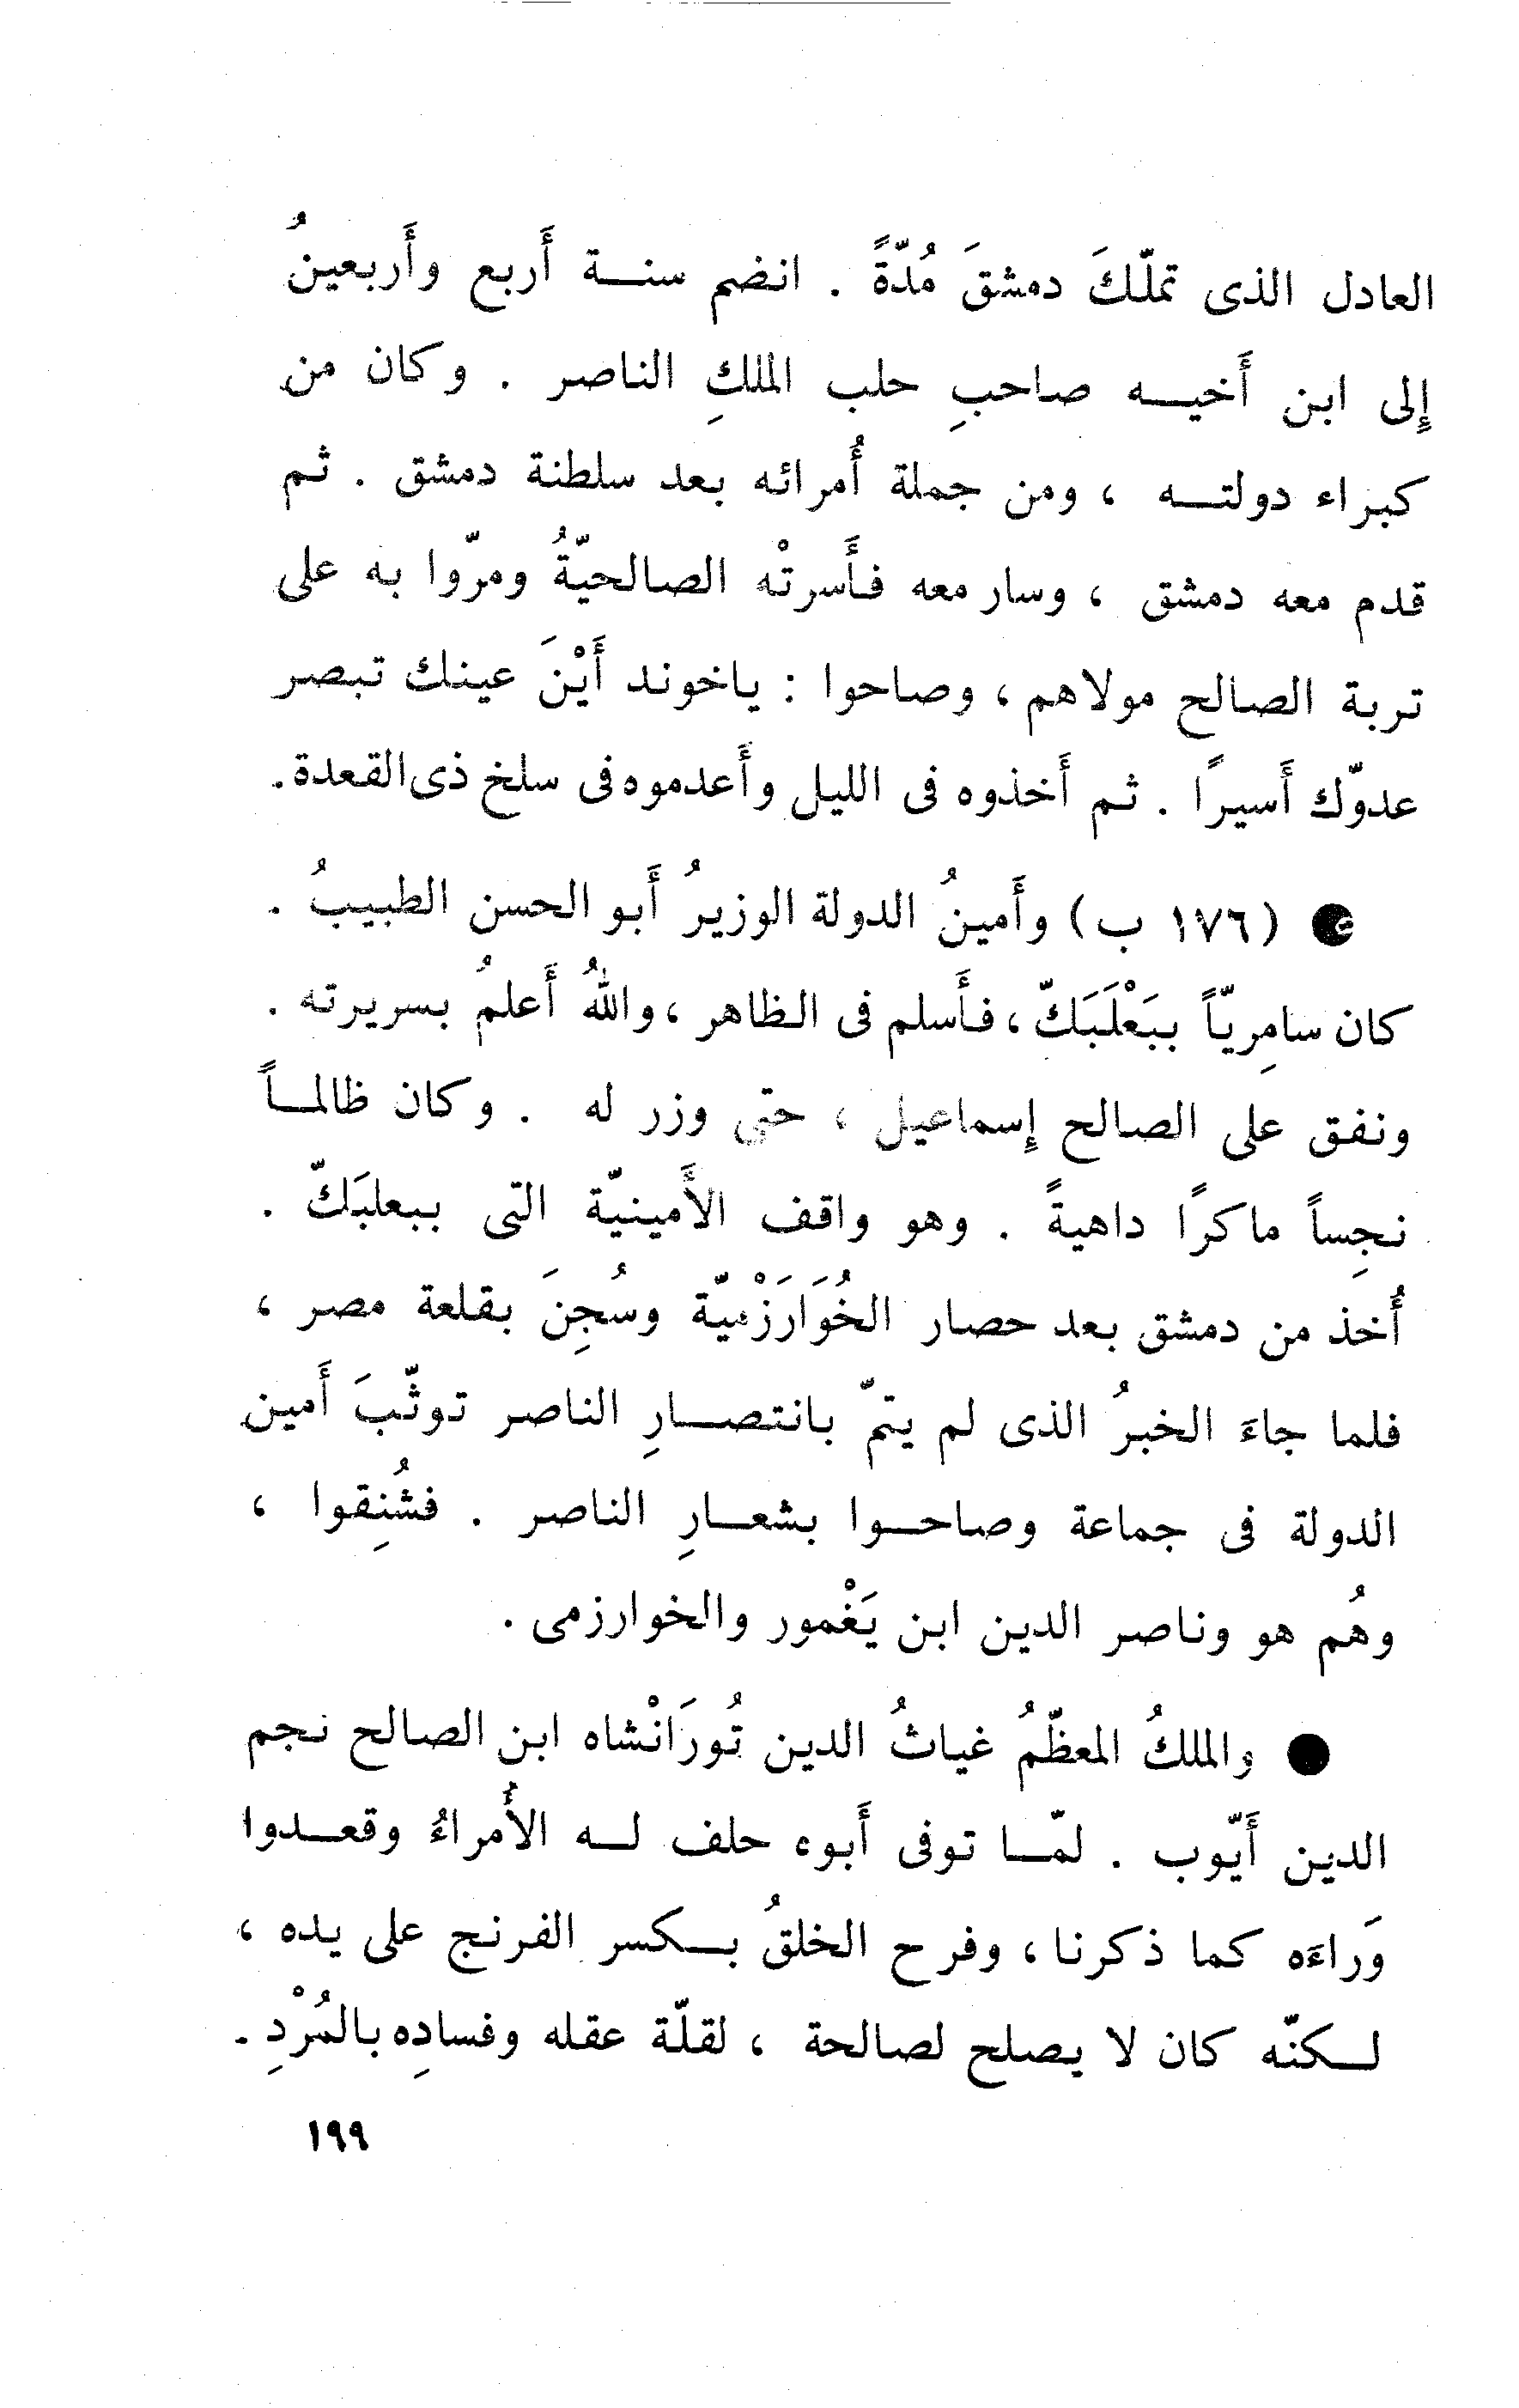 العادل الذى تملّكَ دمشقَ مُدّةً . انضم سنة أَربع وأَربعينُ
إِلى ابن أَخيه صاحبِ حلب الملكِ الناصر . وكان من
كبراء دولته ، ومن جملة أُمرائه بعد سلطنة دمشق . ثم
قدم معه دمشق ، وسار معه فأَسرتْه الصالحيّةُ ومرّوا به على
تربة الصالح مولاهم ، وصاحوا : ياخوند أَيْنَ عينك تبصر
عدوّك أَسيرًا . ثم أَخذوه فى الليل وأَعدموه فى سلخ ذى القعدة .
● (١٧٦ ب) وأَمينُ الدولة الوزيرُ أَبو الحسن الطبيبُ .
كان سامِريّاً ببَعْلَبَكّ ، فأَسلم فى الظاهر ، واللهُ أَعلمُ بسريرته .
ونفق على الصالح إِسماعيل ، حتى وزر له . وكان ظالماً
نجِساً ماكرًا داهيةً . وهو واقف الأَمينيّة التى ببعلبَكّ .
أُخذ من دمشق بعد حصار الخُوَارَزْميّة وسُجِنَ بقلعة مصر ،
فلما جاءَ الخبرُ الذى لم يتمّ بانتصارِ الناصر توثّبَ أَمين
الدولة فى جماعة وصاحوا بشعارِ الناصر . فشُنِقوا ،
وهُم هو وناصر الدين ابن يَغْمور والخوارزمى .
● والملكُ المعظّمُ غياثُ الدين تُورَانْشاه ابن الصالح نجم
الدين أَيّوب . لمّا توفى أَبوه حلف له الأُمراءُ وقعدوا
وَراءَه كما ذكرنا ، وفرح الخلقُ بكسر الفرنج على يده ،
لكنّه كان لا يصلح لصالحة ، لقلّة عقله وفسادِه بالمُرْدِ .
١٩٩